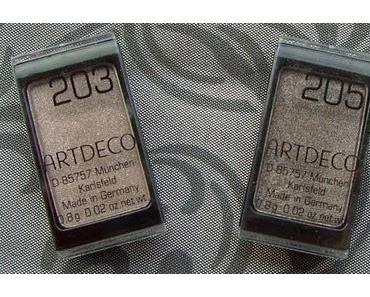 203
ARTDECO
D 85757 München
Karlsfeld
Made in Germany
0.8g 0.02 oz.net wt.
205
ARTDECO
D 85757 München
Karlsfeld
Made in Germany
0.8g 0.02 oz.net wt.